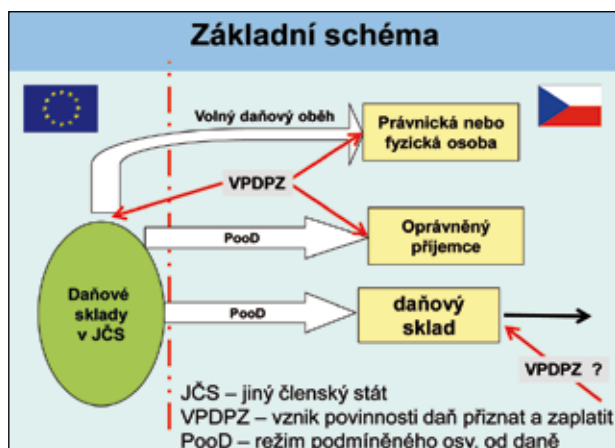 Základní schéma
Volný daňový oběh
Právnická nebo
fyzická osoba
VPDPZ
PooD
Oprávněný
příjemce
Daňové
sklady
v JČS
PooD
daňový
sklad
VPDPZ ?
JČS – jiný členský stát
VPDPZ – vznik povinnosti daň přiznat a zaplatit
PooD – režim podmíněného osv. od daně